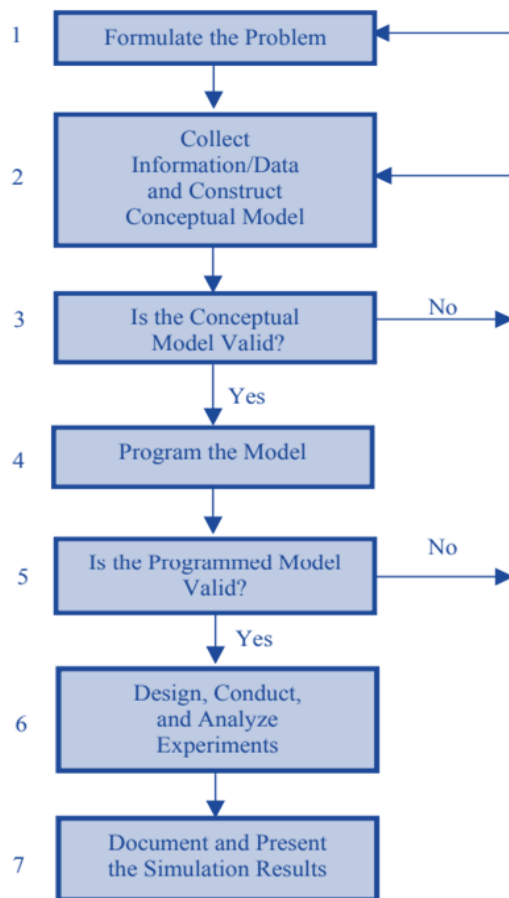 1
Formulate the Problem
2
Collect
Information/Data
and Construct
Conceptual Model
3
Is the Conceptual
Model Valid?
No
Yes
4
Program the Model
5
Is the Programmed Model
Valid?
No
Yes
6
Design, Conduct,
and Analyze
Experiments
7
Document and Present
the Simulation Results